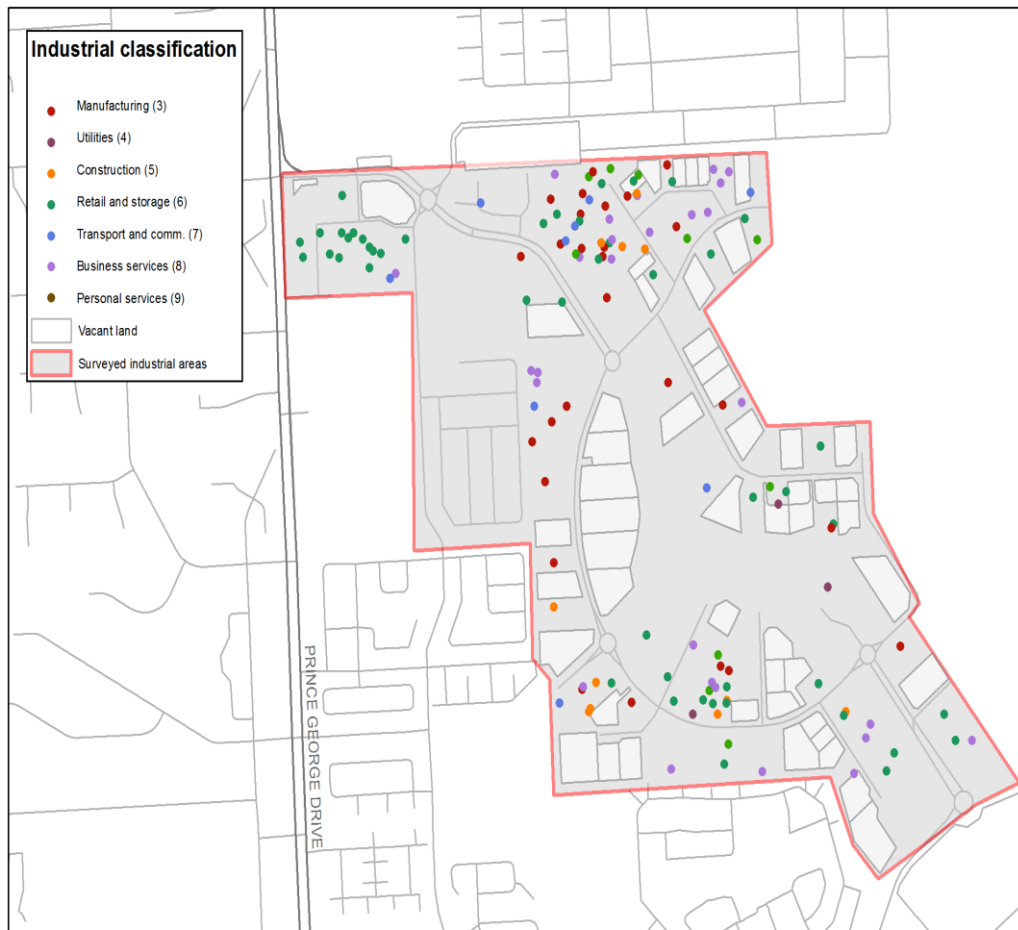 Industrial classification
Manufacturing (3)
Utilities (4)
Construction (5)
Retail and storage (6)
Transport and comm. (7)
Business services (8)
Personal services (9)
Vacant land
Surveyed industrial areas
PRINCE GEORGE DRIVE